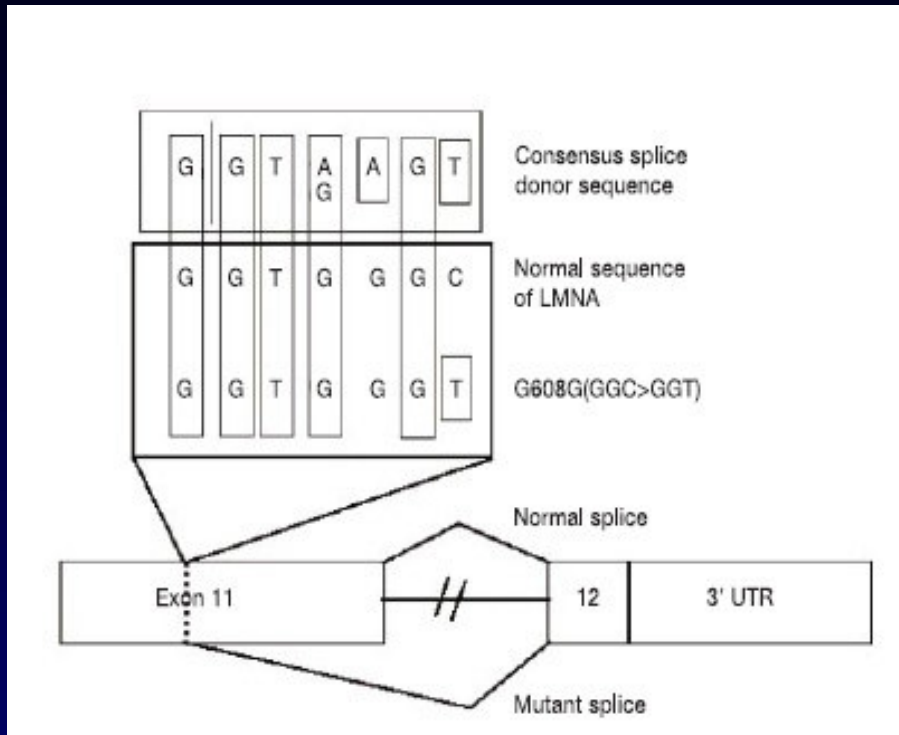 G G T A A G T
G
Consensus splice
donor sequence
G G T G G G C
Normal sequence
of LMNA
G G T G G G T
G608G(GGC>GGT)
Normal splice
Exon 11
12
3' UTR
Mutant splice